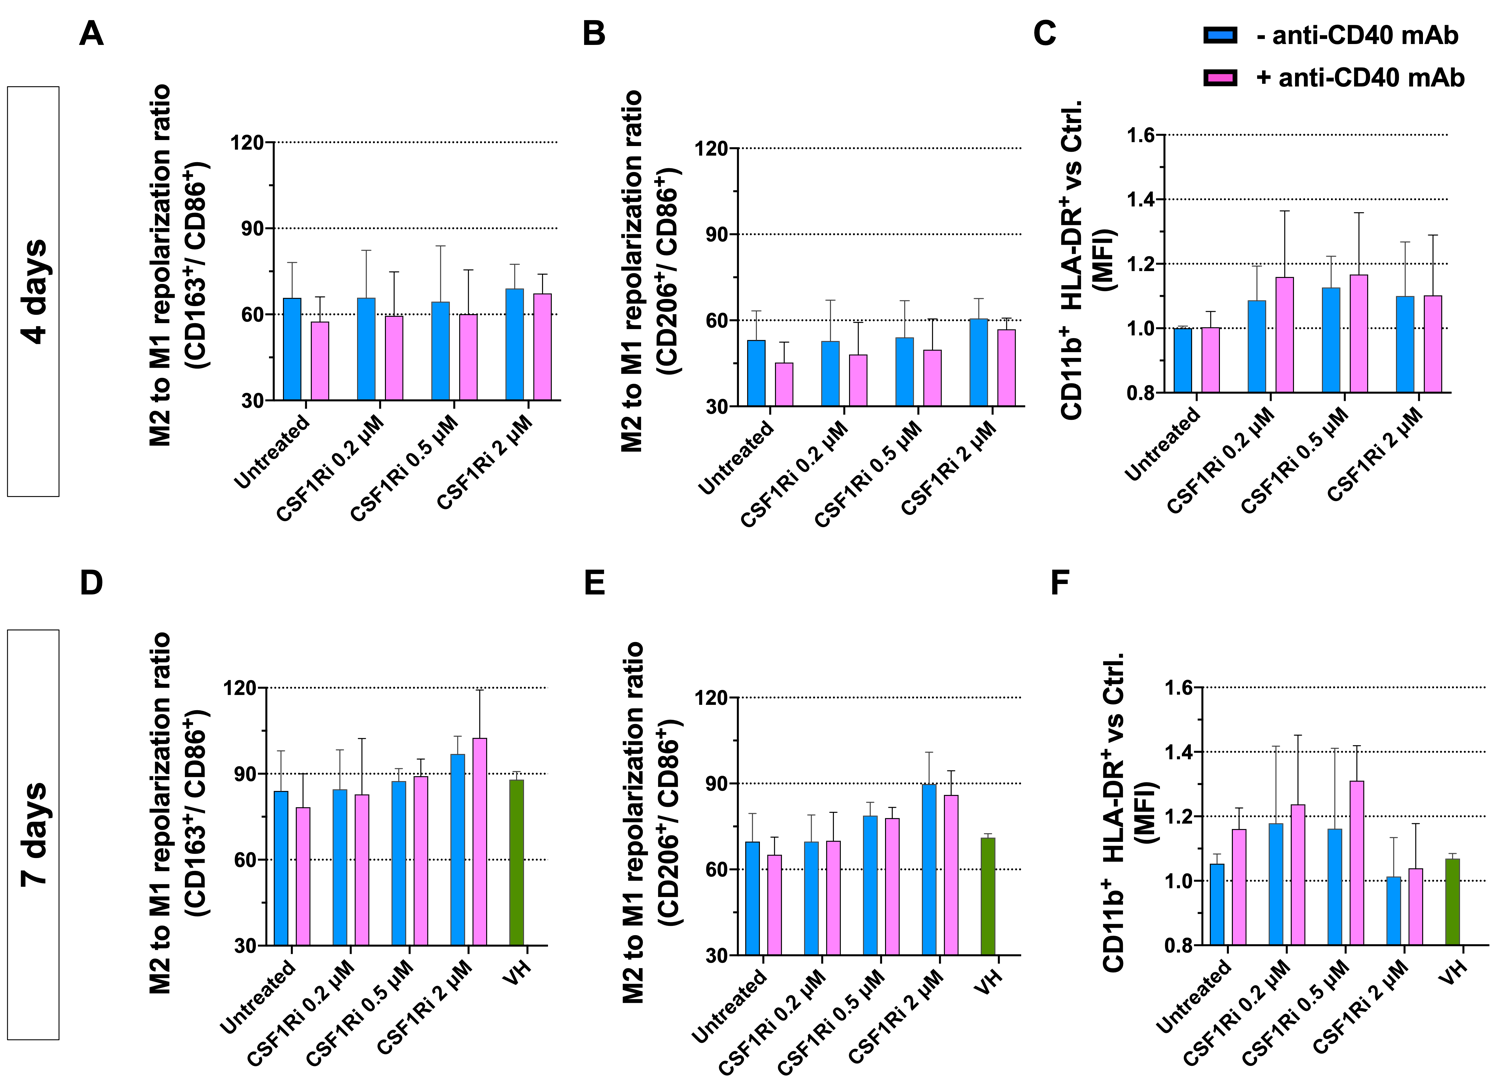 A
B
C
- anti-CD40 mAb
+ anti-CD40 mAb
4 days
M2 to M1 repolarization ratio
(CD163⁺/ CD86⁺)
120
90
60
30
Untreated
CSF1Ri 0.2 µM
CSF1Ri 0.5 µM
CSF1Ri 2 µM
M2 to M1 repolarization ratio
(CD206⁺/ CD86⁺)
120
90
60
30
Untreated
CSF1Ri 0.2 µM
CSF1Ri 0.5 µM
CSF1Ri 2 µM
CD11b⁺ HLA-DR⁺ vs Ctrl.
(MFI)
1.6
1.4
1.2
1.0
0.8
Untreated
CSF1Ri 0.2 µM
CSF1Ri 0.5 µM
CSF1Ri 2 µM
D
E
F
7 days
M2 to M1 repolarization ratio
(CD163⁺/ CD86⁺)
120
90
60
30
Untreated
CSF1Ri 0.2 µM
CSF1Ri 0.5 µM
CSF1Ri 2 µM
VH
M2 to M1 repolarization ratio
(CD206⁺/ CD86⁺)
120
90
60
30
Untreated
CSF1Ri 0.2 µM
CSF1Ri 0.5 µM
CSF1Ri 2 µM
VH
CD11b⁺ HLA-DR⁺ vs Ctrl.
(MFI)
1.6
1.4
1.2
1.0
0.8
Untreated
CSF1Ri 0.2 µM
CSF1Ri 0.5 µM
CSF1Ri 2 µM
VH